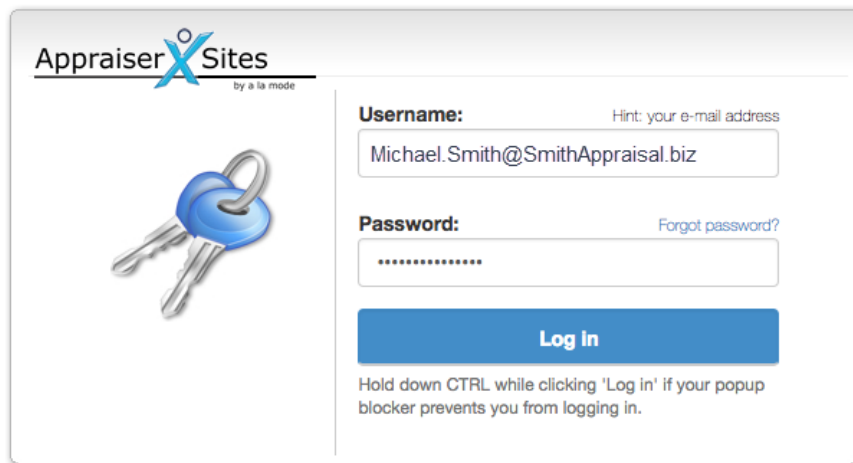 Appraiser X Sites
by a la mode
Username: Hint: your e-mail address
Michael.Smith@SmithAppraisal.biz
Password: Forgot password?
•••••••••••••••
Log in
Hold down CTRL while clicking 'Log in' if your popup
blocker prevents you from logging in.